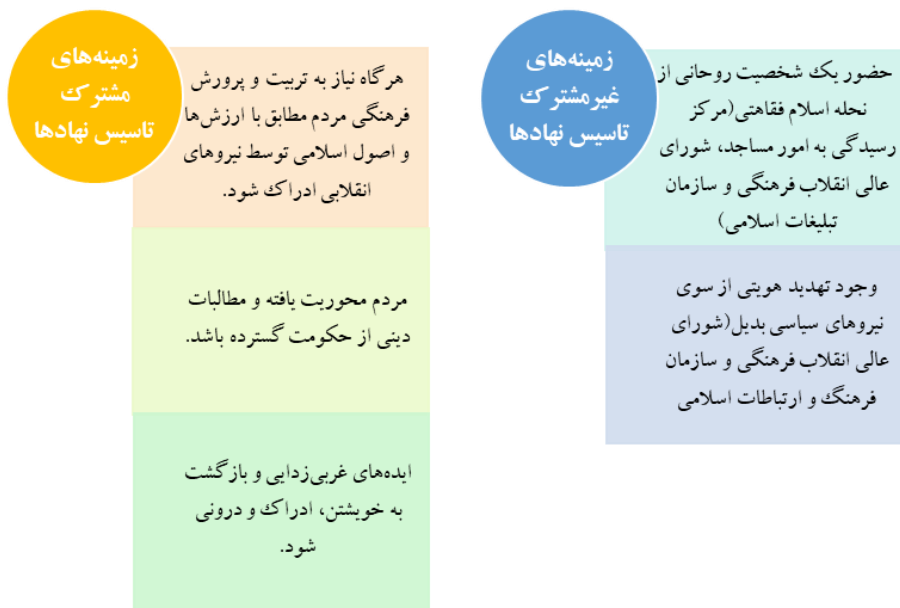 زمینه‌های
غیرمشترک
تاسیس نهادها
حضور یک شخصیت روحانی از
نحله اسلام فقاهتی(مرکز
رسیدگی به امور مساجد، شورای
عالی انقلاب فرهنگی و سازمان
تبلیغات اسلامی)
وجود تهدید هویتی از سوی
نیروهای سیاسی بدیل(شورای
عالی انقلاب فرهنگی و سازمان
فرهنگ و ارتباطات اسلامی
زمینه‌های
مشترک
تاسیس نهادها
هرگاه نیاز به تربیت و پرورش
فرهنگی مردم مطابق با ارزش‌ها
و اصول اسلامی توسط نیروهای
انقلابی ادراک شود.
مردم محوریت یافته و مطالبات
دینی از حکومت گسترده باشد.
ایده‌های غربی‌زدایی و بازگشت
به خویشتن، ادراک و درونی
شود.